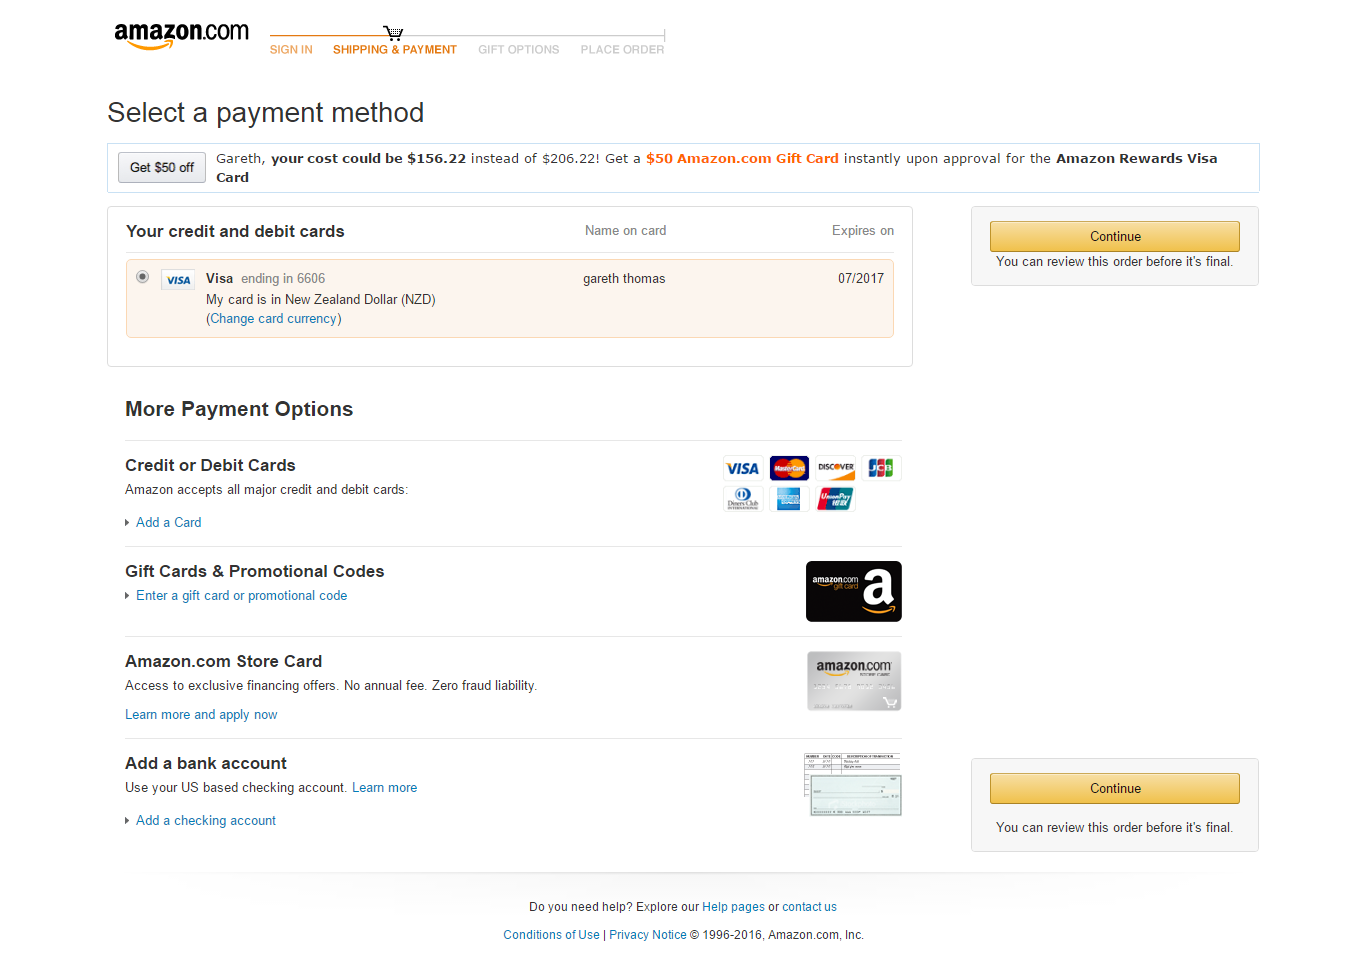 amazon.com
SIGN IN SHIPPING & PAYMENT GIFT OPTIONS PLACE ORDER
Select a payment method
Get $50 off
Gareth, your cost could be $156.22 instead of $206.22! Get a $50 Amazon.com Gift Card instantly upon approval for the Amazon Rewards Visa
Card
Your credit and debit cards Name on card Expires on
Continue
You can review this order before it's final.
VISA Visa ending in 6606 gareth thomas 07/2017
My card is in New Zealand Dollar (NZD)
(Change card currency)
More Payment Options
Credit or Debit Cards
VISA MasterCard DISCOVER JCB
Amazon accepts all major credit and debit cards:
Diners Club INTERNATIONAL UnionPay 银联
Add a Card
Gift Cards & Promotional Codes
amazon.com a
gift card
Enter a gift card or promotional code
Amazon.com Store Card
amazon.com
STORE CARD
Access to exclusive financing offers. No annual fee. Zero fraud liability.
Learn more and apply now
Add a bank account
Use your US based checking account. Learn more
Add a checking account
Continue
You can review this order before it's final.
Do you need help? Explore our Help pages or contact us
Conditions of Use | Privacy Notice © 1996-2016, Amazon.com, Inc.